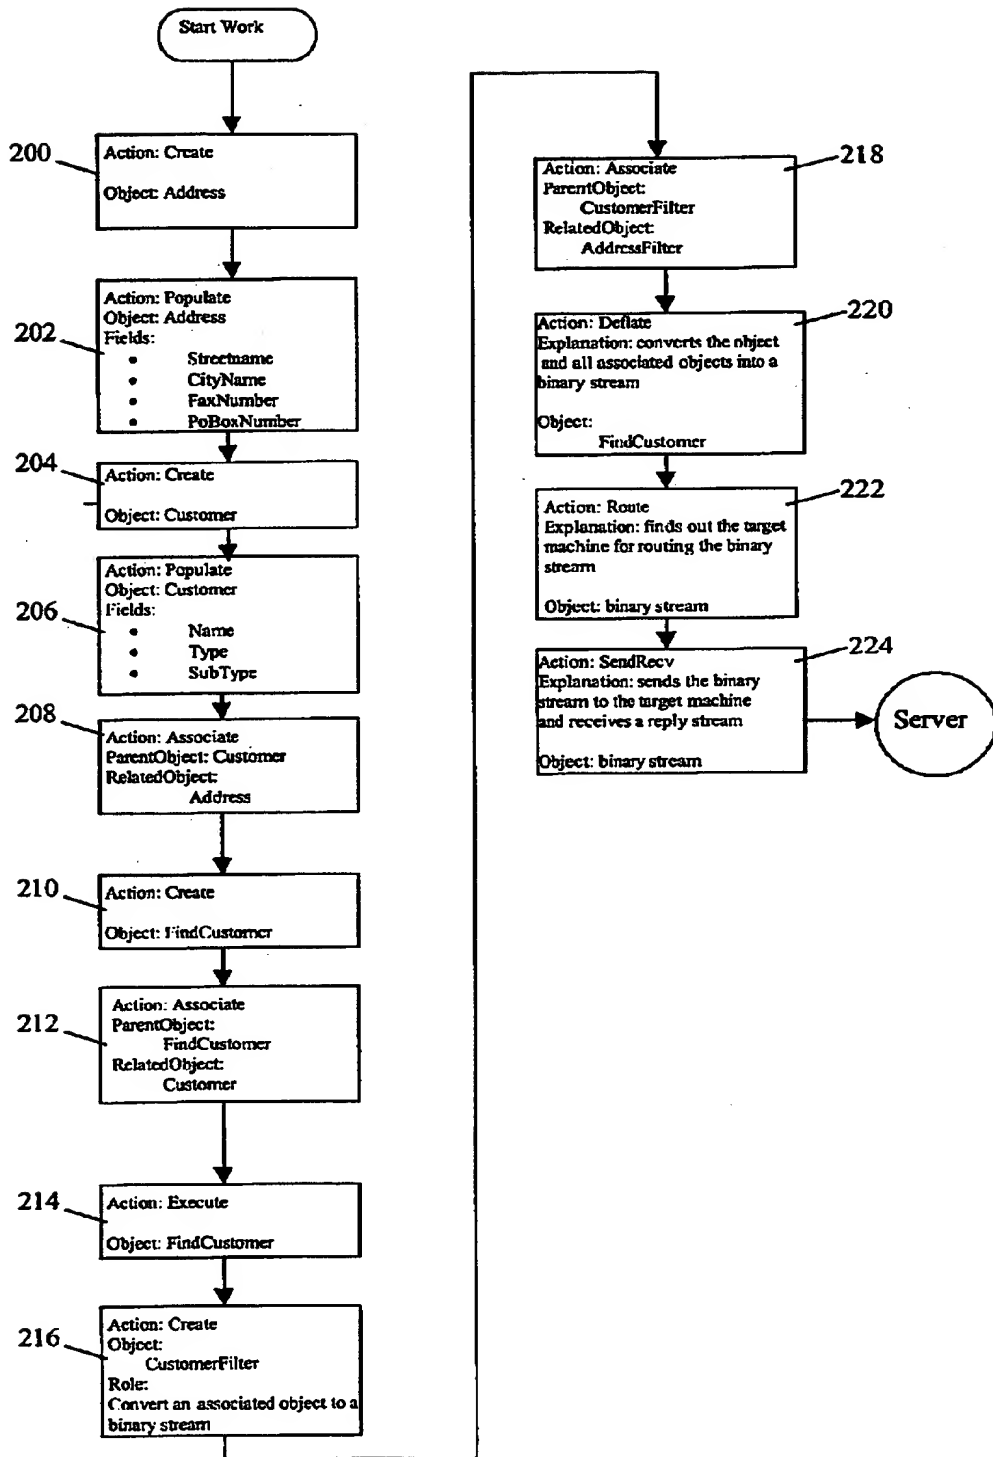 Start Work
200
Action: Create
Object: Address
202
Action: Populate
Object: Address
Fields:
• Streetname
• CityName
• FaxNumber
• PoBoxNumber
204
Action: Create
Object: Customer
206
Action: Populate
Object: Customer
Fields:
• Name
• Type
• SubType
208
Action: Associate
ParentObject: Customer
RelatedObject:
Address
210
Action: Create
Object: FindCustomer
212
Action: Associate
ParentObject:
FindCustomer
RelatedObject:
Customer
214
Action: Execute
Object: FindCustomer
216
Action: Create
Object:
CustomerFilter
Role:
Convert an associated object to a
binary stream
218
Action: Associate
ParentObject:
CustomerFilter
RelatedObject:
AddressFilter
220
Action: Deflate
Explanation: converts the object
and all associated objects into a
binary stream
Object:
FindCustomer
222
Action: Route
Explanation: finds out the target
machine for routing the binary
stream
Object: binary stream
224
Action: SendRecv
Explanation: sends the binary
stream to the target machine
and receives a reply stream
Object: binary stream
Server